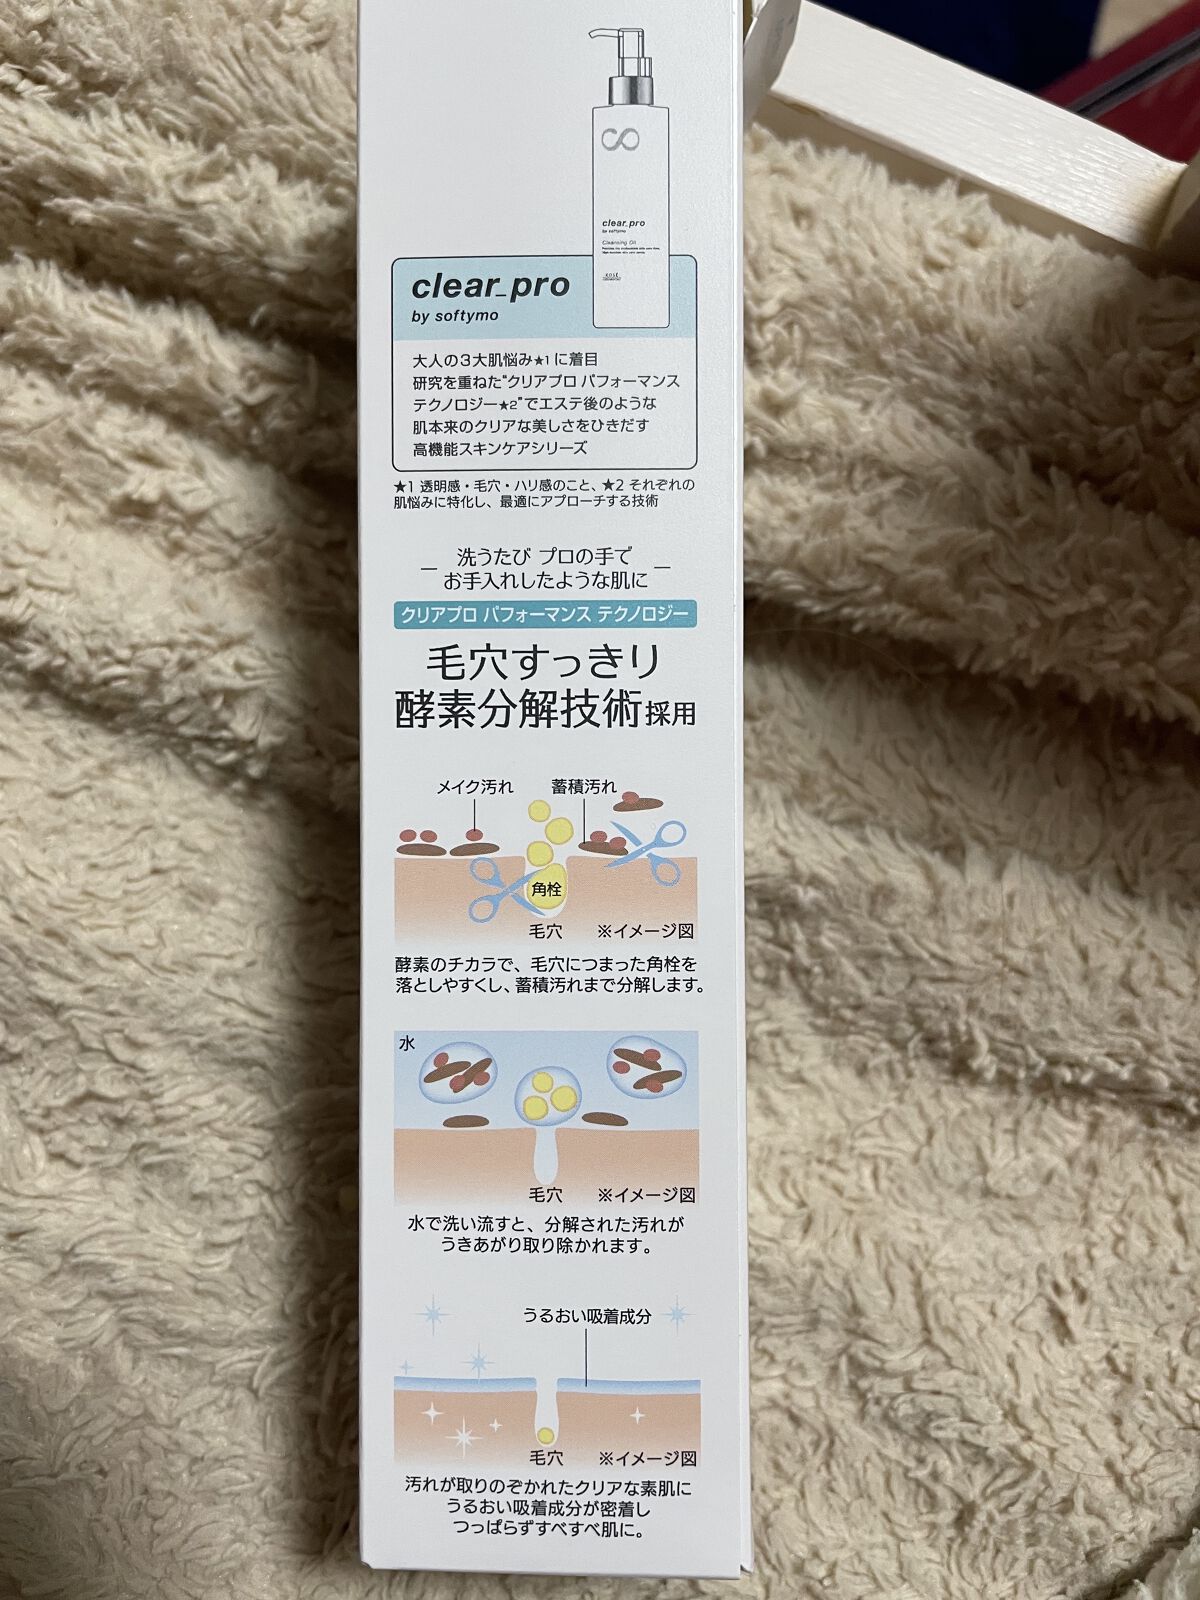 clear_pro
by softymo
Cleansing Oil
KOSÉ
clear_pro
by softymo
大人の3大肌悩み★1に着目
研究を重ねた"クリアプロ パフォーマンス
テクノロジー★2"でエステ後のような
肌本来のクリアな美しさをひきだす
高機能スキンケアシリーズ
★1 透明感・毛穴・ハリ感のこと、★2 それぞれの
肌悩みに特化し、最適にアプローチする技術
洗うたび プロの手で
お手入れしたような肌に
クリアプロ パフォーマンス テクノロジー
毛穴すっきり
酵素分解技術採用
メイク汚れ 蓄積汚れ
角栓
毛穴 ※イメージ図
酵素のチカラで、毛穴につまった角栓を
落としやすくし、蓄積汚れまで分解します。
水
毛穴 ※イメージ図
水で洗い流すと、分解された汚れが
うきあがり取り除かれます。
うるおい吸着成分
毛穴 ※イメージ図
汚れが取りのぞかれたクリアな素肌に
うるおい吸着成分が密着し
つっぱらずすべすべ肌に。